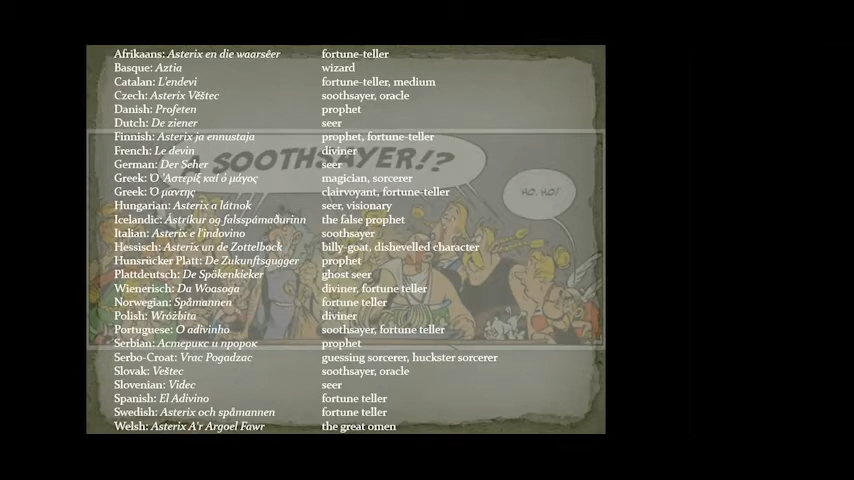 Afrikaans: Asterix en die waarsêer fortune-teller
Basque: Aztia wizard
Catalan: L'endevi fortune-teller, medium
Czech: Asterix Vĕštec soothsayer, oracle
Danish: Profeten prophet
Dutch: De ziener seer
Finnish: Asterix ja ennustaja prophet, fortune-teller
French: Le devin diviner
German: Der Seher seer
Greek: Ὁ Ἀστερίξ καί ὁ μάγος magician, sorcerer
Greek: Ὁ μαντης clairvoyant, fortune-teller
Hungarian: Asterix a látnok seer, visionary
Icelandic: Ástríkur og falsspámaðurinn the false prophet
Italian: Asterix e l'indovino soothsayer
Hessisch: Asterix un de Zottelbock billy-goat, dishevelled character
Hunsrücker Platt: De Zukunftsgugger prophet
Plattdeutsch: De Spökenkieker ghost seer
Wienerisch: Da Woasoga diviner, fortune teller
Norwegian: Spåmannen fortune teller
Polish: Wróżbita diviner
Portuguese: O adivinho soothsayer, fortune teller
Serbian: Астерикс и пророк prophet
Serbo-Croat: Vrac Pogadzac guessing sorcerer, huckster sorcerer
Slovak: Veštec soothsayer, oracle
Slovenian: Videc seer
Spanish: El Adivino fortune teller
Swedish: Asterix och spåmannen fortune teller
Welsh: Asterix A'r Argoel Fawr the great omen
A SOOTHSAYER!?
HO, HO!